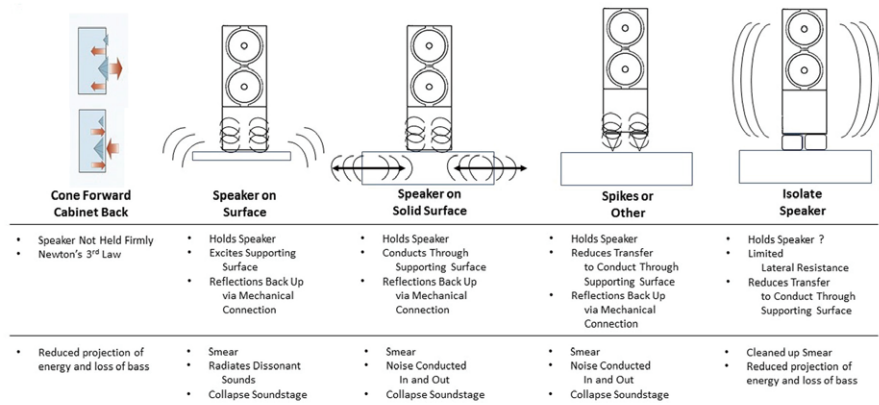 Cone Forward
Cabinet Back
Speaker on
Surface
Speaker on
Solid Surface
Spikes or
Other
Isolate
Speaker
• Speaker Not Held Firmly
• Newton's 3rd Law
• Holds Speaker
• Excites Supporting
Surface
• Reflections Back Up
via Mechanical
Connection
• Holds Speaker
• Conducts Through
Supporting Surface
• Reflections Back Up
via Mechanical
Connection
• Holds Speaker
• Reduces Transfer
to Conduct Through
Supporting Surface
• Reflections Back Up
via Mechanical
Connection
• Holds Speaker ?
• Limited
Lateral Resistance
• Reduces Transfer
to Conduct Through
Supporting Surface
• Reduced projection of
energy and loss of bass
• Smear
• Radiates Dissonant
Sounds
• Collapse Soundstage
• Smear
• Noise Conducted
In and Out
• Collapse Soundstage
• Smear
• Noise Conducted
In and Out
• Collapse Soundstage
• Cleaned up Smear
• Reduced projection of
energy and loss of bass